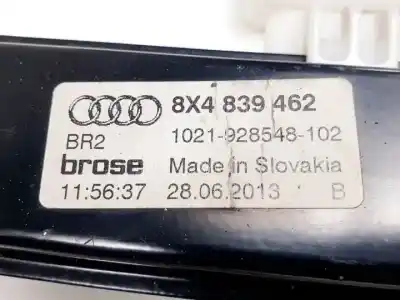 8X4 839 462
BR2 1021-928548-102
brose Made in Slovakia
11:56:37 28.06.2013 B